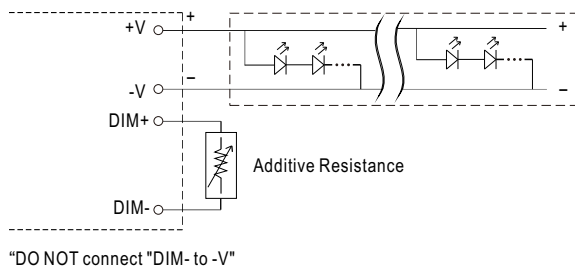 +V
+
+
-V
–
–
DIM+
Additive Resistance
DIM-
“DO NOT connect "DIM- to -V"